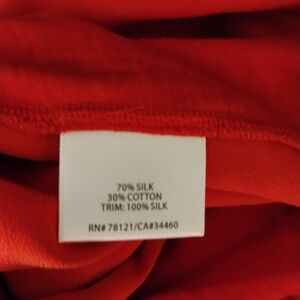 70% SILK
30% COTTON
TRIM: 100% SILK
RN# 78121/CA#34460